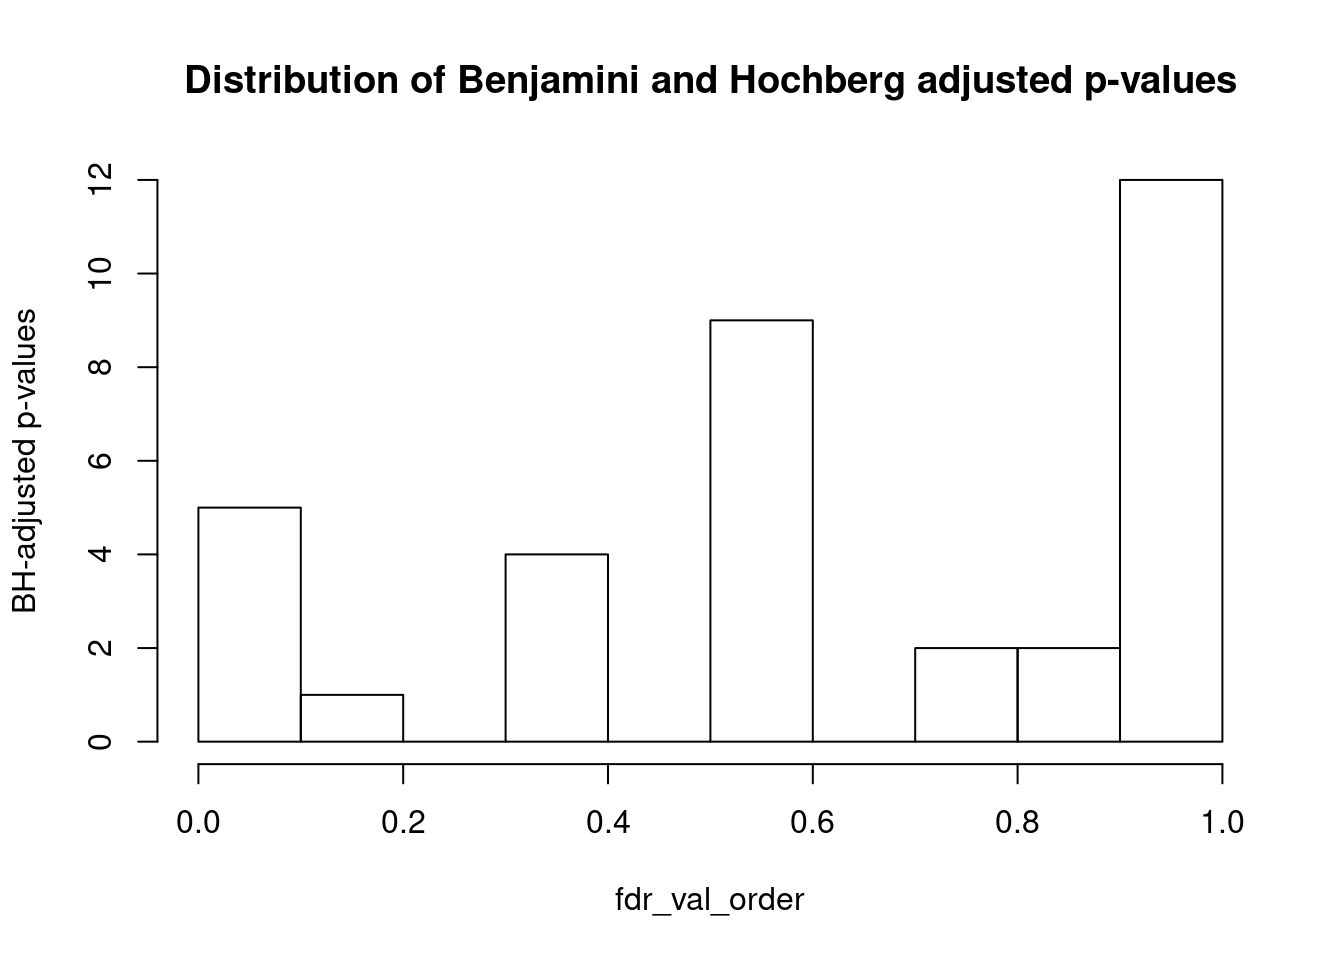 Distribution of Benjamini and Hochberg adjusted p-values
BH-adjusted p-values
12
10
8
6
4
2
0
0.0 0.2 0.4 0.6 0.8 1.0
fdr_val_order